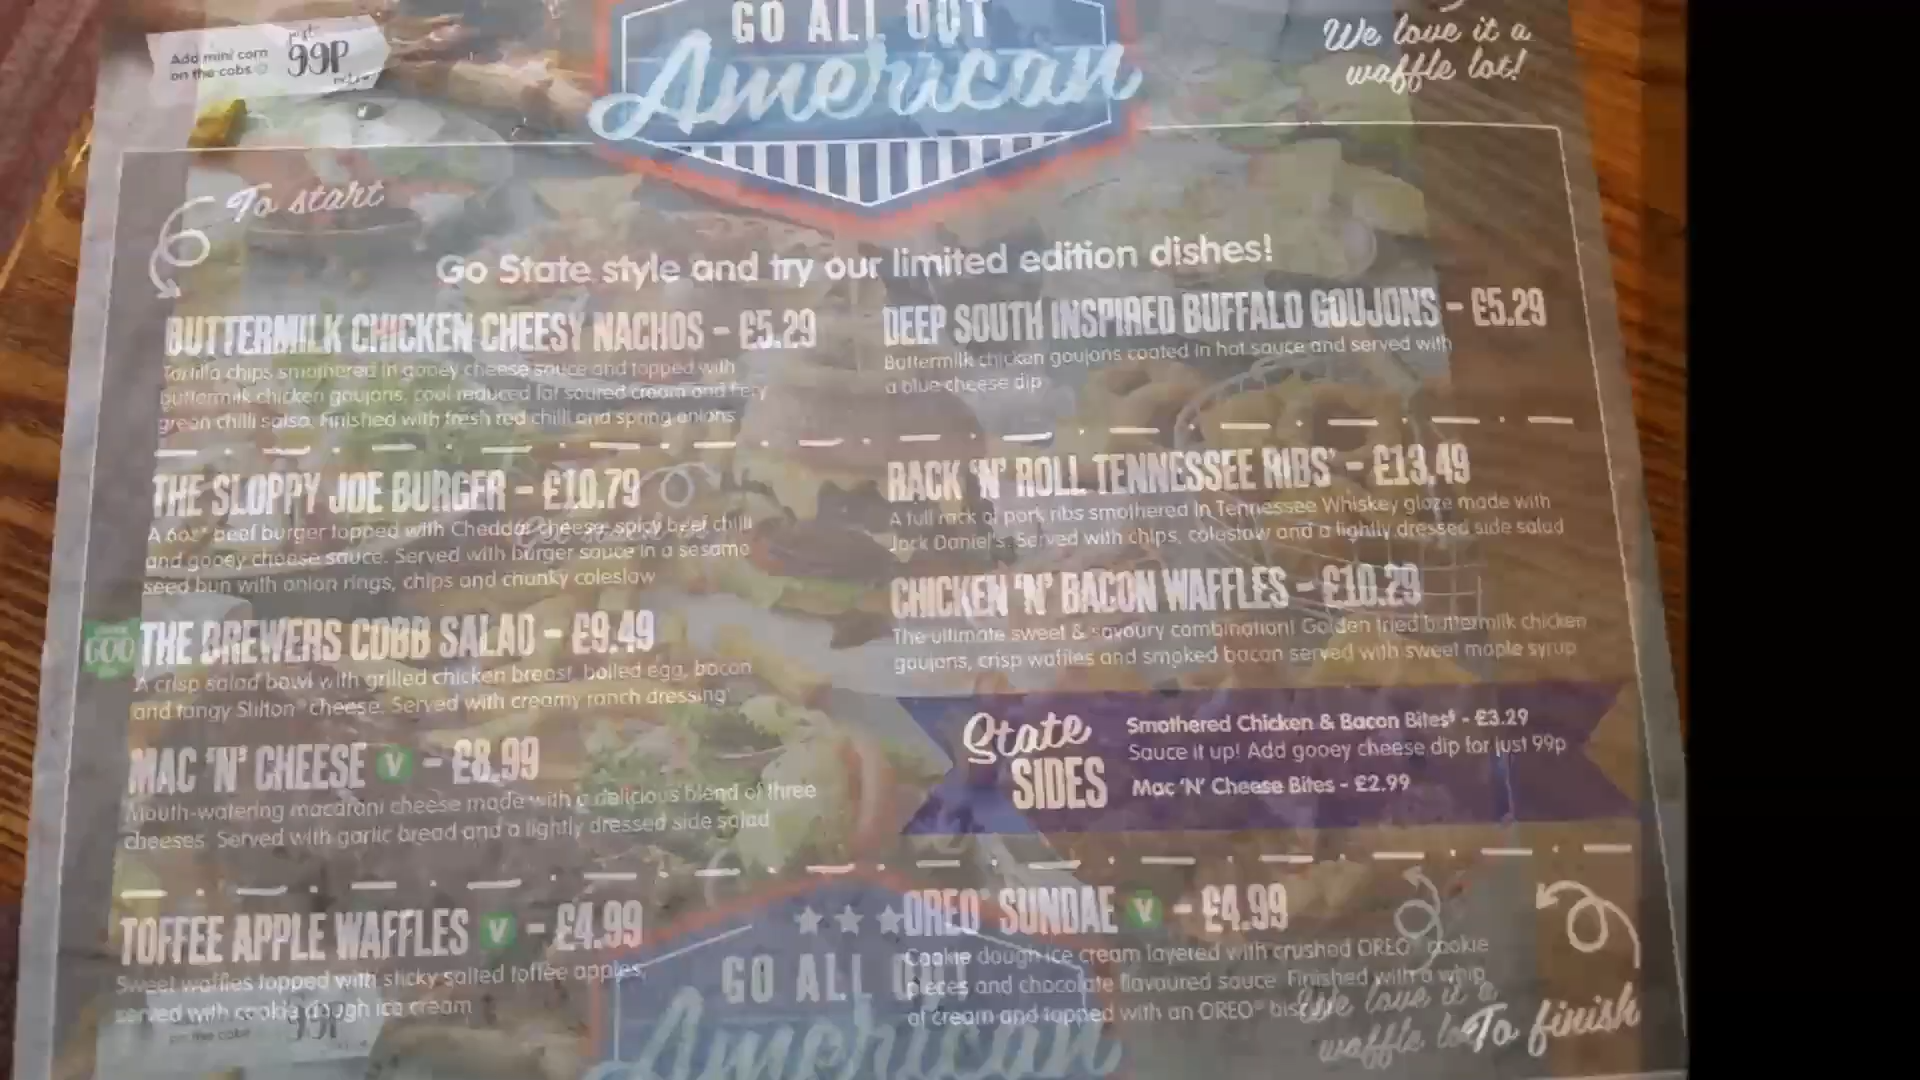 Add mini corn
on the cobs
just
99P
extra
GO ALL OUT
American
We love it a
waffle lot!
To start
Go State style and try our limited edition dishes!
BUTTERMILK CHICKEN CHEESY NACHOS - £5.29
Tortilla chips smothered in gooey cheese sauce and topped with
buttermilk chicken goujons, cool reduced fat soured cream and fiery
green chilli salsa. Finished with fresh red chilli and spring onions
DEEP SOUTH INSPIRED BUFFALO GOUJONS - £5.29
Buttermilk chicken goujons coated in hot sauce and served with
a blue cheese dip
THE SLOPPY JOE BURGER - £10.79
A 6oz* beef burger topped with Cheddar cheese, spicy beef chilli
and gooey cheese sauce. Served with burger sauce in a sesame
seed bun with onion rings, chips and chunky coleslaw
THE BREWERS COBB SALAD - £9.49
A crisp salad bowl with grilled chicken breast, boiled egg, bacon
and tangy Stilton® cheese. Served with creamy ranch dressing
MAC 'N' CHEESE V - £8.99
Mouth-watering macaroni cheese made with a delicious blend of three
cheeses. Served with garlic bread and a lightly dressed side salad
RACK 'N' ROLL TENNESSEE RIBS - £13.49
A full rack of pork ribs smothered in Tennessee Whiskey glaze made with
Jack Daniel's. Served with chips, coleslaw and a lightly dressed side salad
CHICKEN 'N' BACON WAFFLES - £10.29
The ultimate sweet & savoury combination! Golden fried buttermilk chicken
goujons, crisp waffles and smoked bacon served with sweet maple syrup
State
SIDES
Smothered Chicken & Bacon Bites - £3.29
Sauce it up! Add gooey cheese dip for just 99p
Mac 'N' Cheese Bites - £2.99
TOFFEE APPLE WAFFLES V - £4.99
Sweet waffles topped with sticky salted toffee apples,
served with cookie dough ice cream
OREO® SUNDAE V - £4.99
Cookie dough ice cream layered with crushed OREO® cookie
pieces and chocolate flavoured sauce. Finished with a whip
of cream and topped with an OREO®
To finish
on the cobs
99P
GO ALL OUT
American
We love it a
waffle